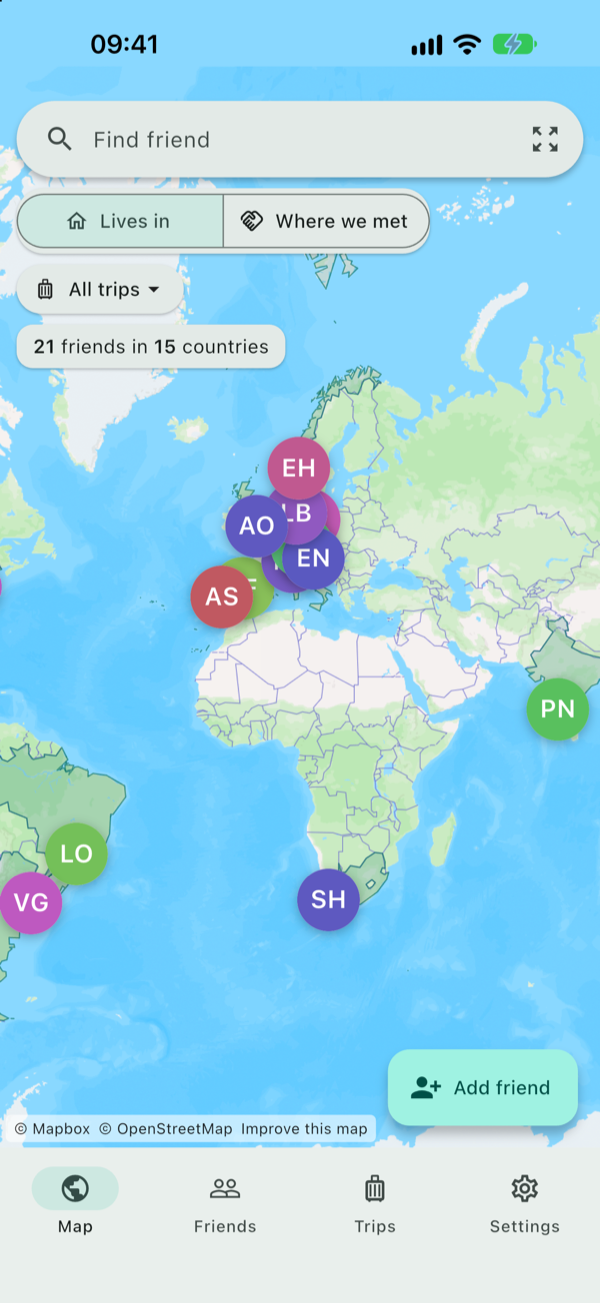 09:41
Find friend
Lives in
Where we met
All trips
21 friends in 15 countries
EH
LB
AO
EN
AS
PN
LO
VG
SH
Add friend
© Mapbox © OpenStreetMap Improve this map
Map
Friends
Trips
Settings